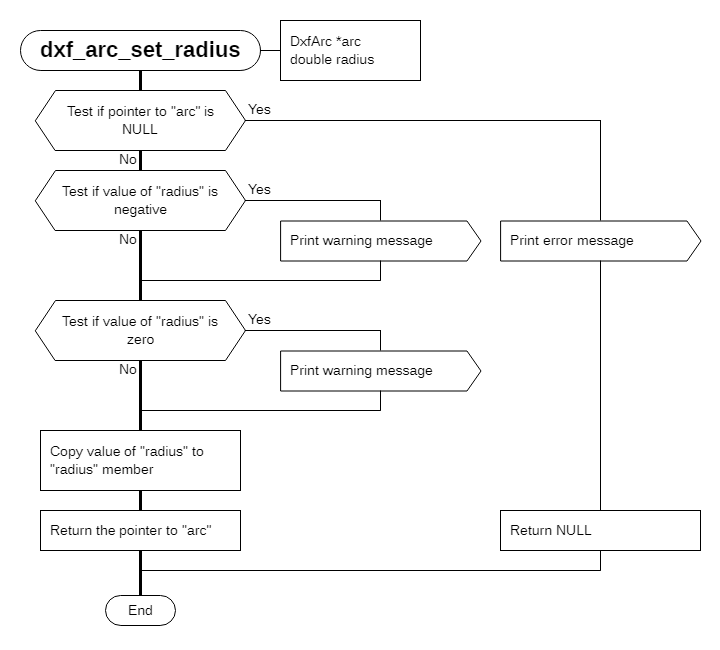 dxf_arc_set_radius
DxfArc *arc
double radius
Test if pointer to "arc" is
NULL
Yes
No
Test if value of "radius" is
negative
Yes
Print warning message
Print error message
No
Test if value of "radius" is
zero
Yes
Print warning message
No
Copy value of "radius" to
"radius" member
Return the pointer to "arc"
Return NULL
End